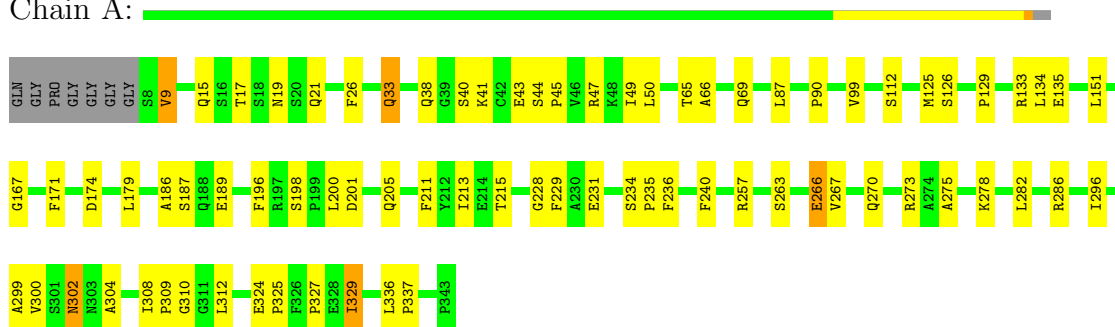 Chain A:
GLN GLY PRO GLY GLY GLY GLY S8 V9 Q15 S16 T17 S18 N19 S20 Q21 F26 Q33 Q38 G39 S40 K41 C42 E43 S44 P45 V46 R47 K48 I49 L50 T65 A66 Q69 L87 P90 V99 S112 M125 S126 P129 R133 L134 E135 L151
G167 F171 D174 L179 A186 S187 Q188 E189 F196 R197 S198 P199 L200 D201 Q205 F211 Y212 I213 E214 T215 G228 F229 A230 E231 S234 P235 F236 F240 R257 S263 E266 V267 Q270 R273 A274 A275 K278 L282 R286 I296
A299 V300 S301 N302 N303 A304 I308 P309 G310 G311 L312 E324 P325 F326 P327 E328 I329 L336 P337 P343